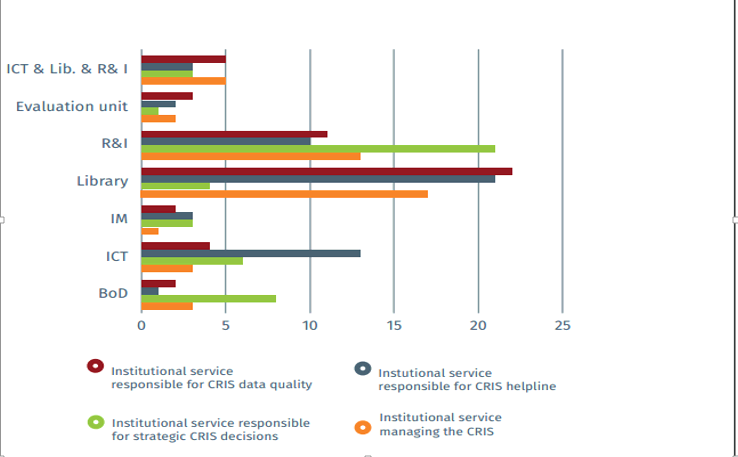 ICT & Lib. & R& I
Evaluation unit
R&I
Library
IM
ICT
BoD
0 5 10 15 20 25
Institutional service
responsible for CRIS data quality
Instutional service
responsible for CRIS helpline
Institutional service responsible
for strategic CRIS decisions
Institutional service
managing the CRIS